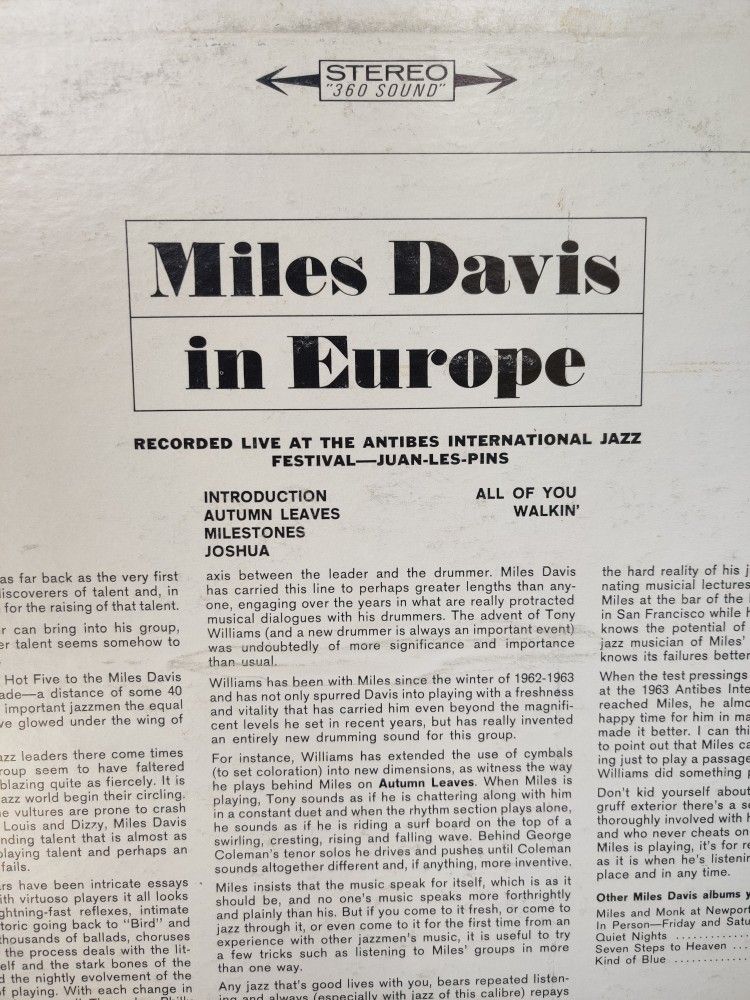 STEREO
"360 SOUND"
Miles Davis
in Europe
RECORDED LIVE AT THE ANTIBES INTERNATIONAL JAZZ
FESTIVAL—JUAN-LES-PINS
INTRODUCTION
AUTUMN LEAVES
MILESTONES
JOSHUA
ALL OF YOU
WALKIN'
as far back as the very first
iscoverers of talent and, in
for the raising of that talent.
r can bring into his group,
er talent seems somehow to
Hot Five to the Miles Davis
ade—a distance of some 40
important jazzmen the equal
ve glowed under the wing of
azz leaders there come times
roup seem to have faltered
blazing quite as fiercely. It is
azz world begin their circling.
e vultures are prone to crash
Louis and Dizzy, Miles Davis
nding talent that is almost as
playing talent and perhaps an
fails.
ars have been intricate essays
ith virtuoso players it all looks
ghtning-fast reflexes, intimate
toric going back to "Bird" and
thousands of ballads, choruses
the process deals with the lit-
elf and the stark bones of the
d the nightly evolvement of the
of playing. With each change in
axis between the leader and the drummer. Miles Davis
has carried this line to perhaps greater lengths than any-
one, engaging over the years in what are really protracted
musical dialogues with his drummers. The advent of Tony
Williams (and a new drummer is always an important event)
was undoubtedly of more significance and importance
than usual.
Williams has been with Miles since the winter of 1962-1963
and has not only spurred Davis into playing with a freshness
and vitality that has carried him even beyond the magnifi-
cent levels he set in recent years, but has really invented
an entirely new drumming sound for this group.
For instance, Williams has extended the use of cymbals
(to set coloration) into new dimensions, as witness the way
he plays behind Miles on Autumn Leaves. When Miles is
playing, Tony sounds as if he is chattering along with him
in a constant duet and when the rhythm section plays alone,
he sounds as if he is riding a surf board on the top of a
swirling, cresting, rising and falling wave. Behind George
Coleman's tenor solos he drives and pushes until Coleman
sounds altogether different and, if anything, more inventive.
Miles insists that the music speak for itself, which is as it
should be, and no one's music speaks more forthrightly
and plainly than his. But if you come to it fresh, or come to
jazz through it, or even come to it for the first time from an
experience with other jazzmen's music, it is useful to try
a few tricks such as listening to Miles' groups in more
than one way.
Any jazz that's good lives with you, bears repeated listen-
ing and always (especially with jazz of this calibre) repays
the hard reality of his j
nating musicial lectures
Miles at the bar of the
in San Francisco while h
knows the potential of
jazz musician of Miles'
knows its failures better
When the test pressings
at the 1963 Antibes Inte
reached Miles, he almo
happy time for him in ma
made it better. I can thi
to point out that Miles ca
ing just to play a passage
Williams did something p
Don't kid yourself about
gruff exterior there's a se
thoroughly involved with h
and who never cheats on
Miles is playing, it's for re
as it is when he's listenin
place and in any time.
Other Miles Davis albums y
Miles and Monk at Newport
In Person—Friday and Satu
Quiet Nights
Seven Steps to Heaven
Kind of Blue